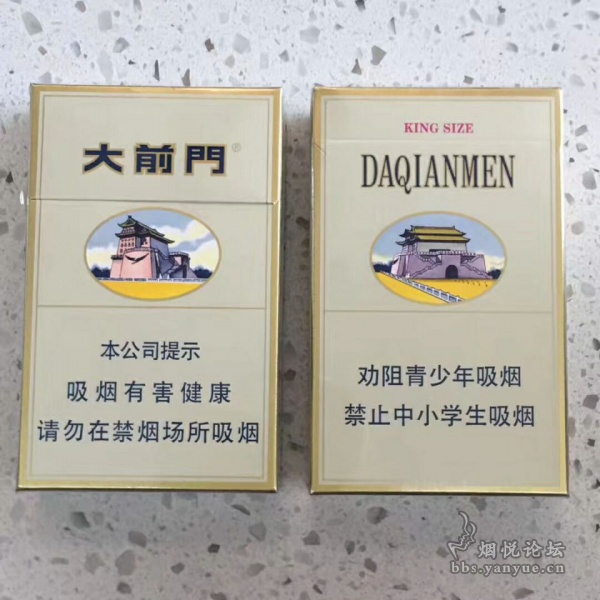 大前門®
本公司提示
吸烟有害健康
请勿在禁烟场所吸烟
KING SIZE
DAQIANMEN
劝阻青少年吸烟
禁止中小学生吸烟
烟悦论坛
bbs.yanyue.cn